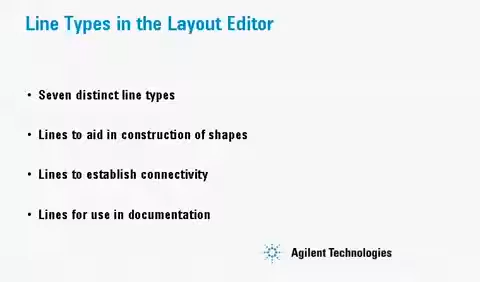 Line Types in the Layout Editor
• Seven distinct line types
• Lines to aid in construction of shapes
• Lines to establish connectivity
• Lines for use in documentation
Agilent Technologies